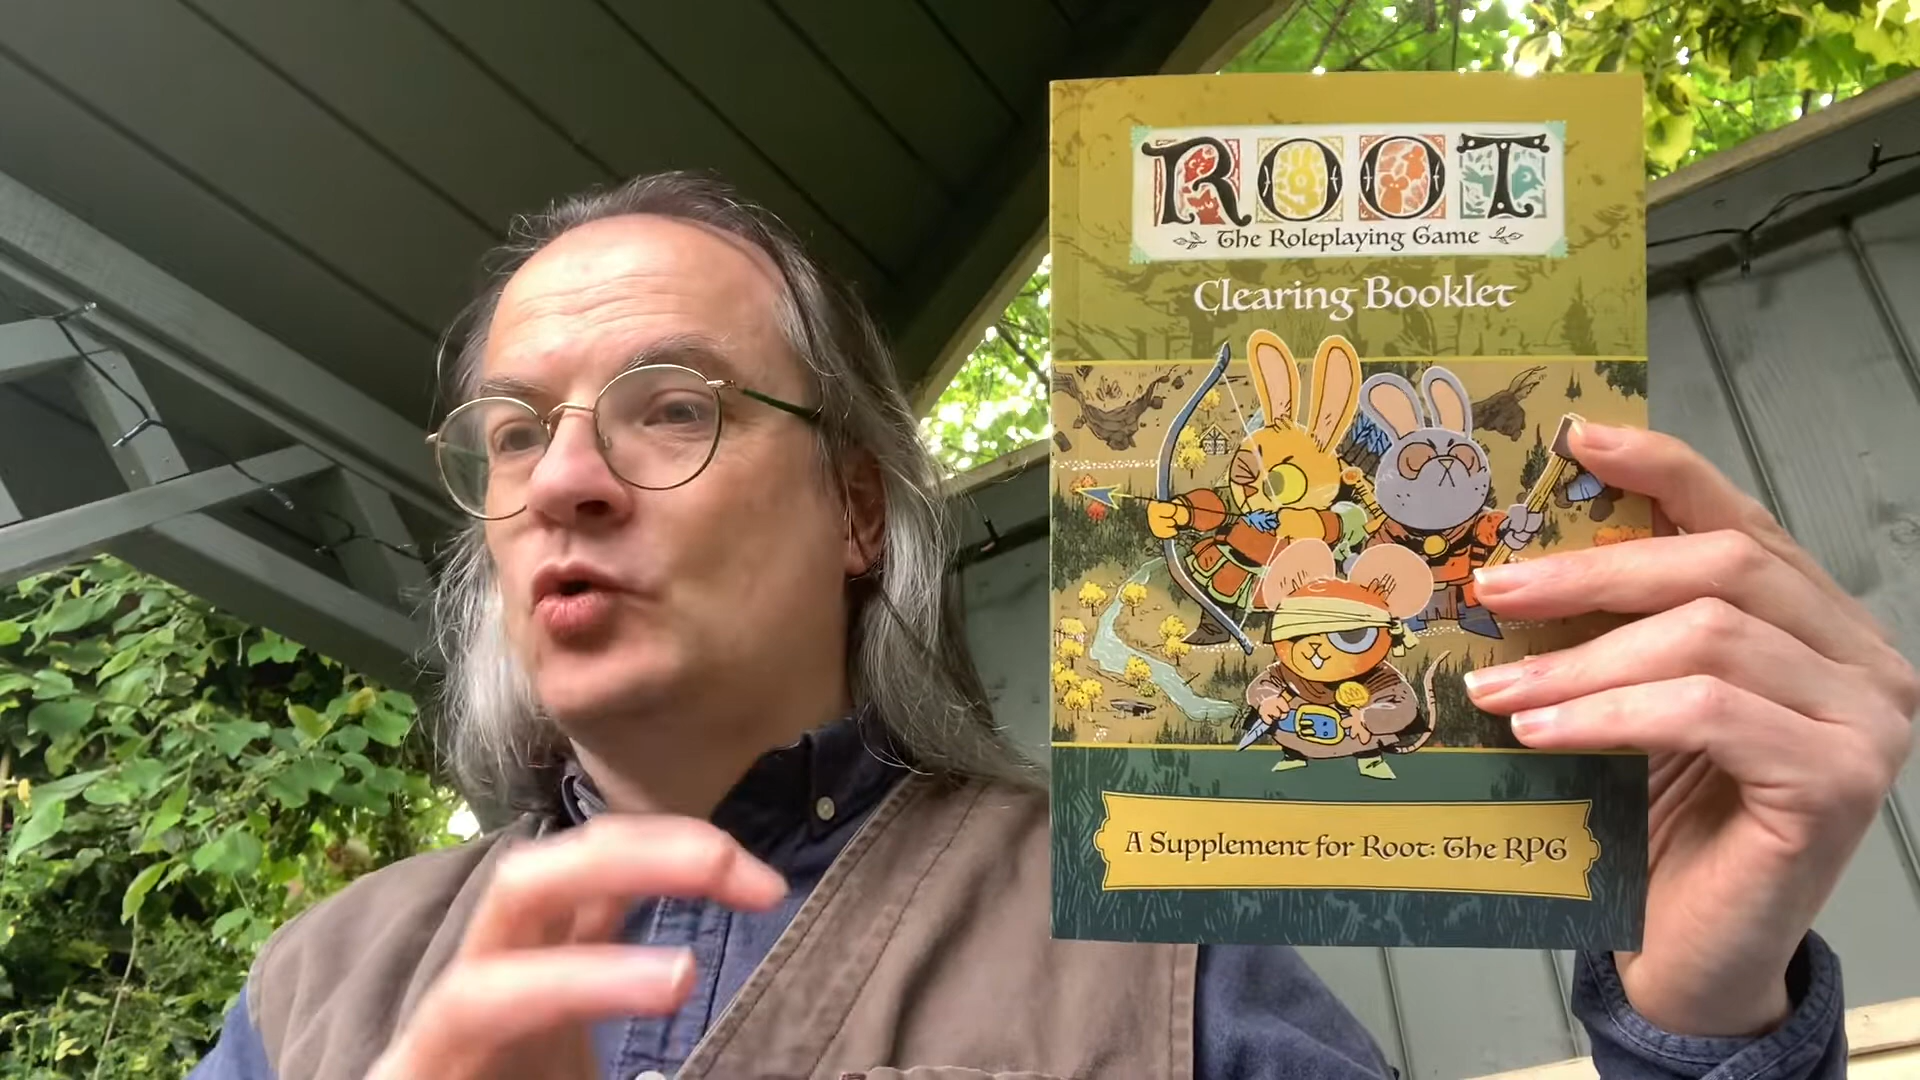 ROOT
The Roleplaying Game
Clearing Booklet
A Supplement for Root: The RPG